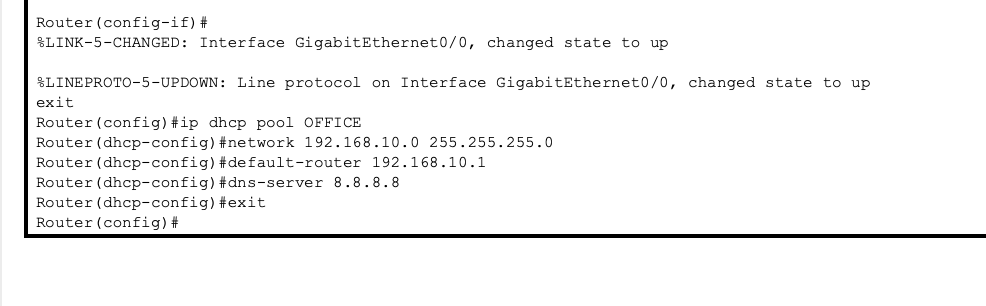 Router(config-if)#
%LINK-5-CHANGED: Interface GigabitEthernet0/0, changed state to up
%LINEPROTO-5-UPDOWN: Line protocol on Interface GigabitEthernet0/0, changed state to up
exit
Router(config)#ip dhcp pool OFFICE
Router(dhcp-config)#network 192.168.10.0 255.255.255.0
Router(dhcp-config)#default-router 192.168.10.1
Router(dhcp-config)#dns-server 8.8.8.8
Router(dhcp-config)#exit
Router(config)#